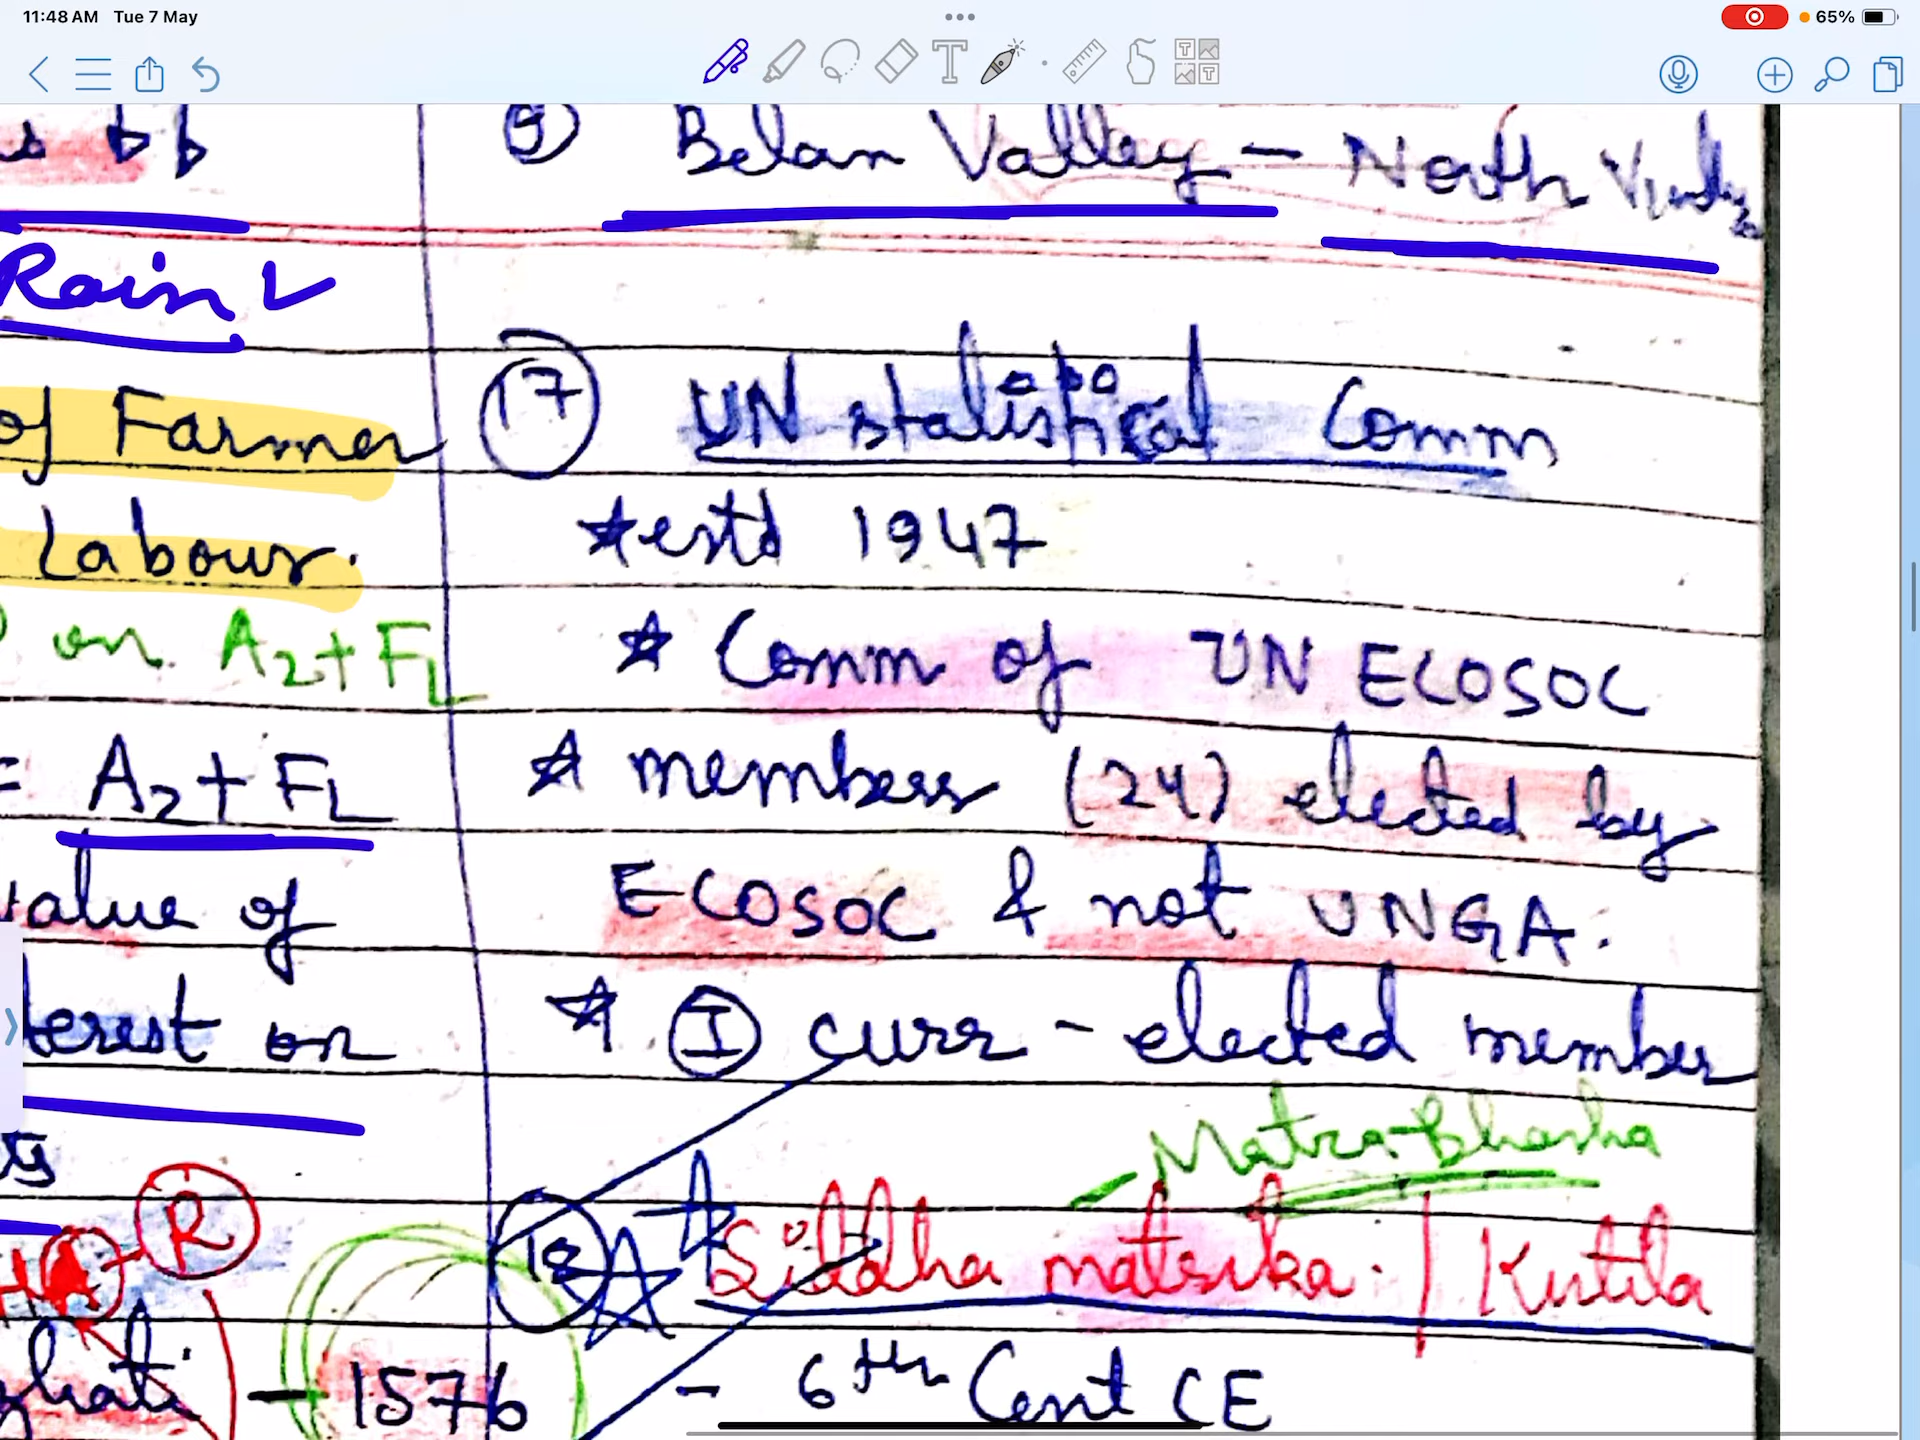 11:48 AM Tue 7 May
65%
⑨ Belan Valley - North
Rain
of Farmer
Labour.
on A2+FL
= A2+FL
value of
terest on
R
- 1576
17 UN statistical Comm
★ estd 1947
★ Comm of UN ECOSOC
★ members (24) elected by
ECOSOC & not UNGA.
★ I curr - elected member
Matra-Bhasha
18 Siddha matrika. | Kutila
- 6th Cent CE